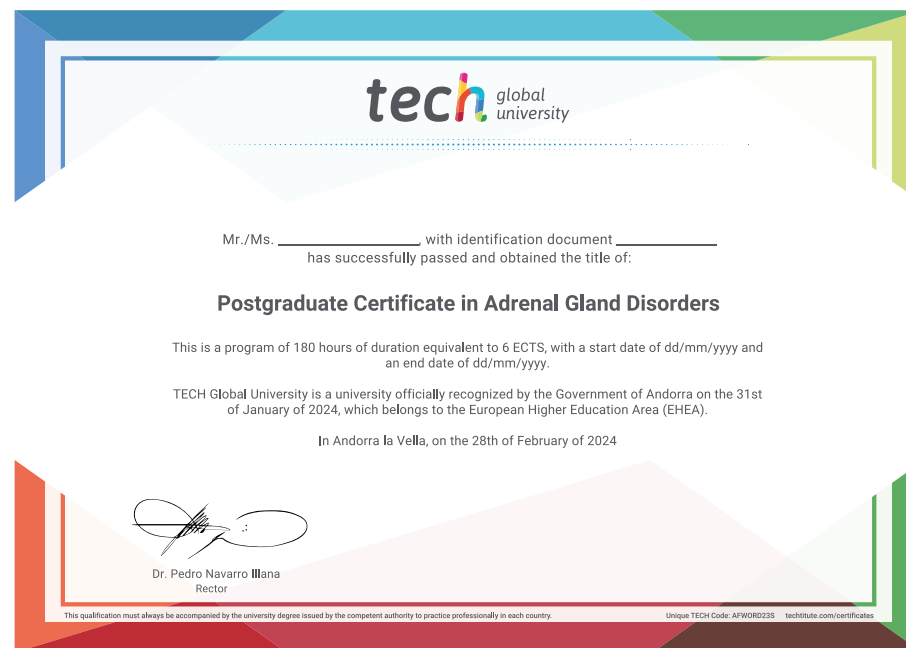 tech global university
Mr./Ms. ____________, with identification document ____________
has successfully passed and obtained the title of:
Postgraduate Certificate in Adrenal Gland Disorders
This is a program of 180 hours of duration equivalent to 6 ECTS, with a start date of dd/mm/yyyy and
an end date of dd/mm/yyyy.
TECH Global University is a university officially recognized by the Government of Andorra on the 31st
of January of 2024, which belongs to the European Higher Education Area (EHEA).
In Andorra la Vella, on the 28th of February of 2024
Dr. Pedro Navarro Illana
Rector
This qualification must always be accompanied by the university degree issued by the competent authority to practice professionally in each country.
Unique TECH Code: AFWORD23S techtitute.com/certificates